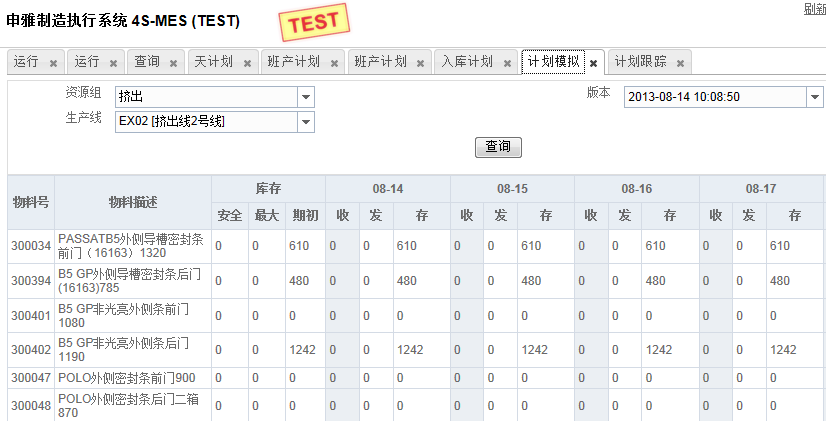 刷新
申雅制造执行系统 4S-MES (TEST) TEST
运行 × 运行 × 查询 × 天计划 × 班产计划 × 班产计划 × 入库计划 × 计划模拟 × 计划跟踪 ×
资源组 挤出 版本 2013-08-14 10:08:50
生产线 EX02 [挤出线2号线]
查询
物料号 物料描述 库存 08-14 08-15 08-16 08-17
安全 最大 期初 收 发 存 收 发 存 收 发 存 收 发 存
300034 PASSATB5外侧导槽密封条 0 0 610 0 0 610 0 0 610 0 0 610 0 0 610
前门（16163）1320
300394 B5 GP外侧导槽密封条后门 0 0 480 0 0 480 0 0 480 0 0 480 0 0 480
(16163)785
300401 B5 GP非光亮外侧条前门 0 0 0 0 0 0 0 0 0 0 0 0 0 0 0
1080
300402 B5 GP非光亮外侧条后门 0 0 1242 0 0 1242 0 0 1242 0 0 1242 0 0 1242
1190
300047 POLO外侧密封条前门900 0 0 0 0 0 0 0 0 0 0 0 0 0 0 0
300048 POLO外侧密封条后门二箱 0 0 0 0 0 0 0 0 0 0 0 0 0 0 0
870